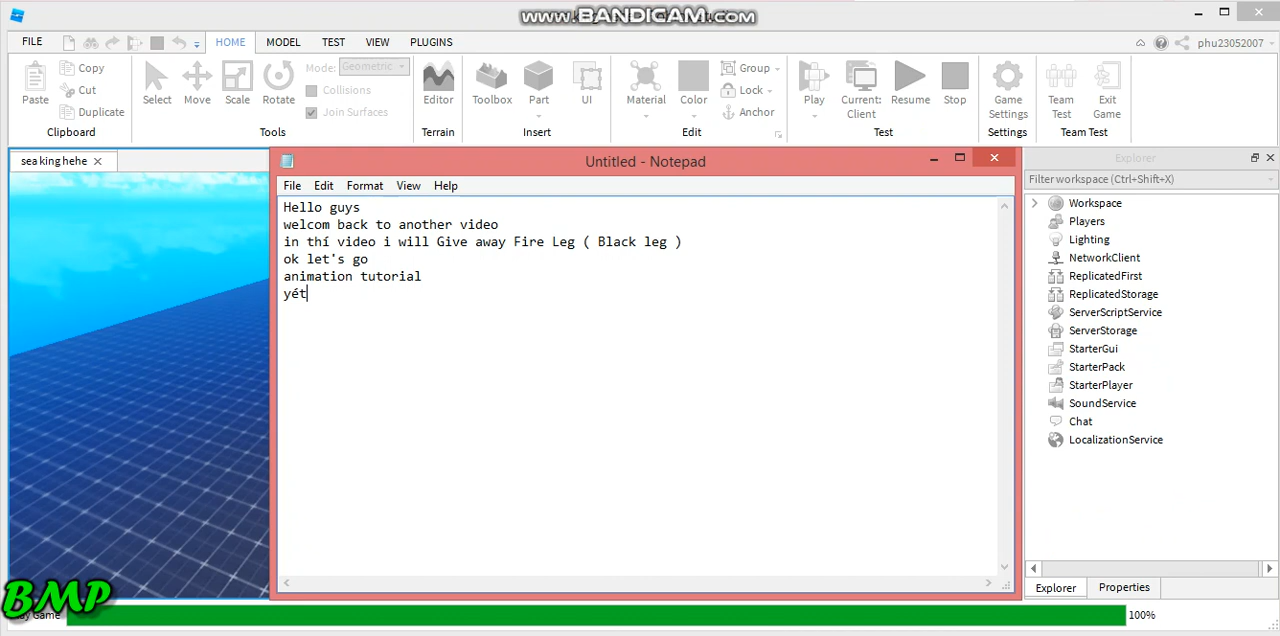 www.BANDICAM.com
FILE
HOME
MODEL
TEST
VIEW
PLUGINS
phu23052007
Paste
Copy
Cut
Duplicate
Clipboard
Select
Move
Scale
Rotate
Mode: Geometric
Collisions
Join Surfaces
Tools
Editor
Terrain
Toolbox
Part
UI
Insert
Material
Color
Group
Lock
Anchor
Edit
Play
Current:
Client
Resume
Stop
Test
Game
Settings
Settings
Team
Test
Exit
Game
Team Test
sea king hehe
Untitled - Notepad
File Edit Format View Help
Hello guys
welcom back to another video
in thí video i will Give away Fire Leg ( Black leg )
ok let's go
animation tutorial
yét
Explorer
Filter workspace (Ctrl+Shift+X)
Workspace
Players
Lighting
NetworkClient
ReplicatedFirst
ReplicatedStorage
ServerScriptService
ServerStorage
StarterGui
StarterPack
StarterPlayer
SoundService
Chat
LocalizationService
Explorer
Properties
BMP
Game
100%